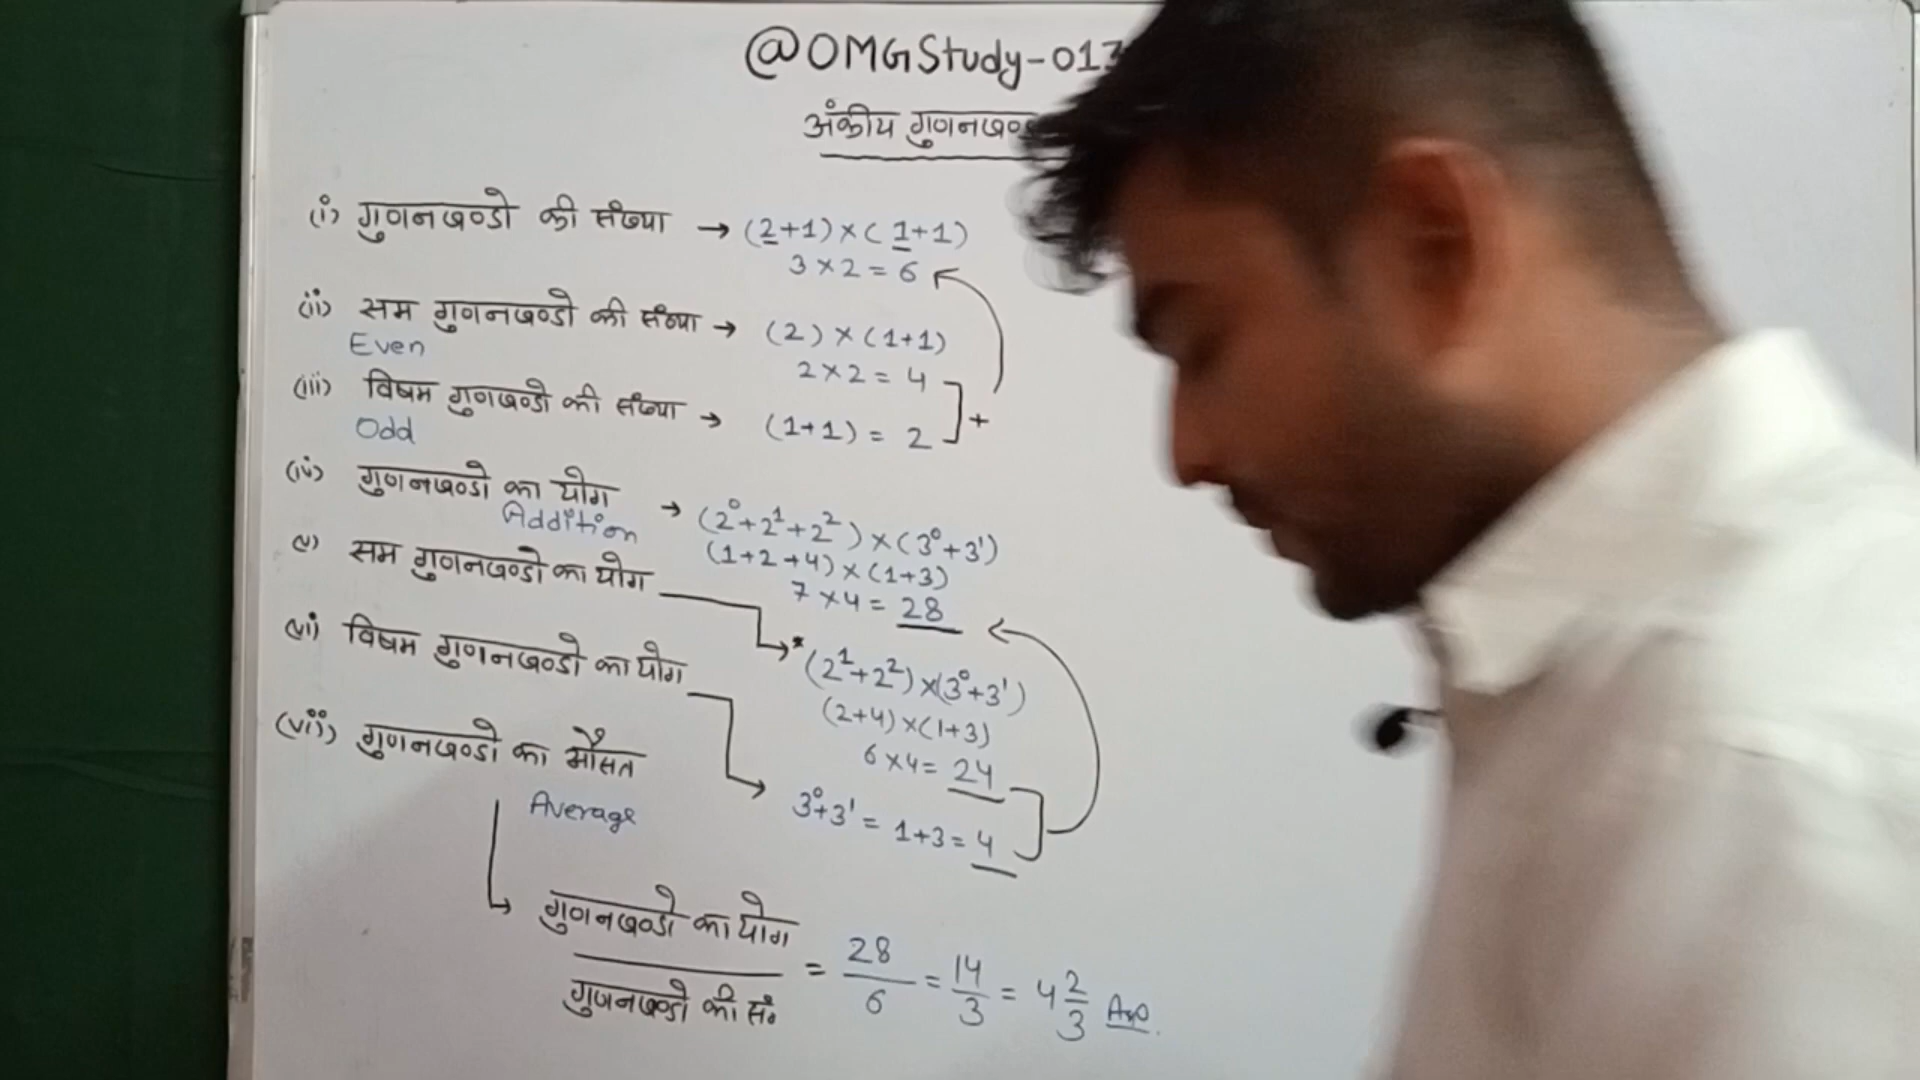 @OMGStudy-013
अंकीय गुणनखण्ड
(i) गुणनखण्डो की संख्या → (2+1)×(1+1)
3×2=6
(ii) सम गुणनखण्डो की संख्या → (2)×(1+1)
Even
2×2=4
(iii) विषम गुणखण्डो की संख्या → (1+1)=2
Odd
+
(iv) गुणनखण्डो का योग → (2⁰+2¹+2²)×(3⁰+3¹)
Addition
(1+2+4)×(1+3)
7×4=28
(v) सम गुणनखण्डो का योग
(2¹+2²)×(3⁰+3¹)
(2+4)×(1+3)
6×4=24
(vi) विषम गुणनखण्डो का योग
3⁰+3¹=1+3=4
(vii) गुणनखण्डो का औसत
Average
गुणनखण्डो का योग
गुणनखण्डो की सं॰
= 28/6 = 14/3 = 4 2/3 Ans.